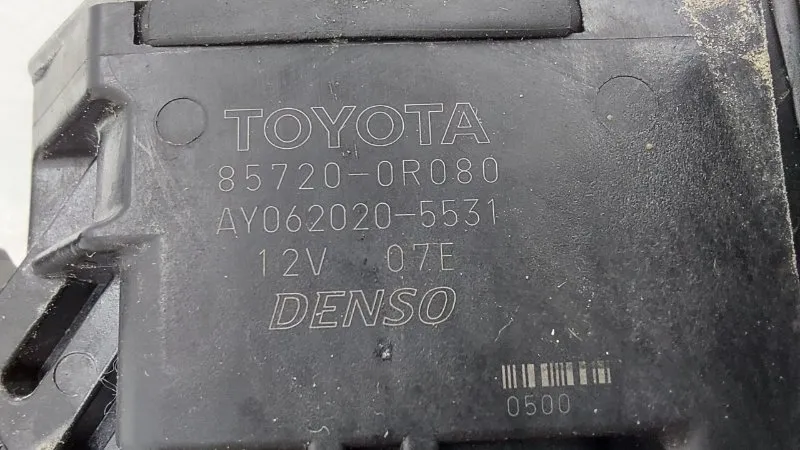 TOYOTA
85720-0R080
AY062020-5531
12V 07E
DENSO
0500